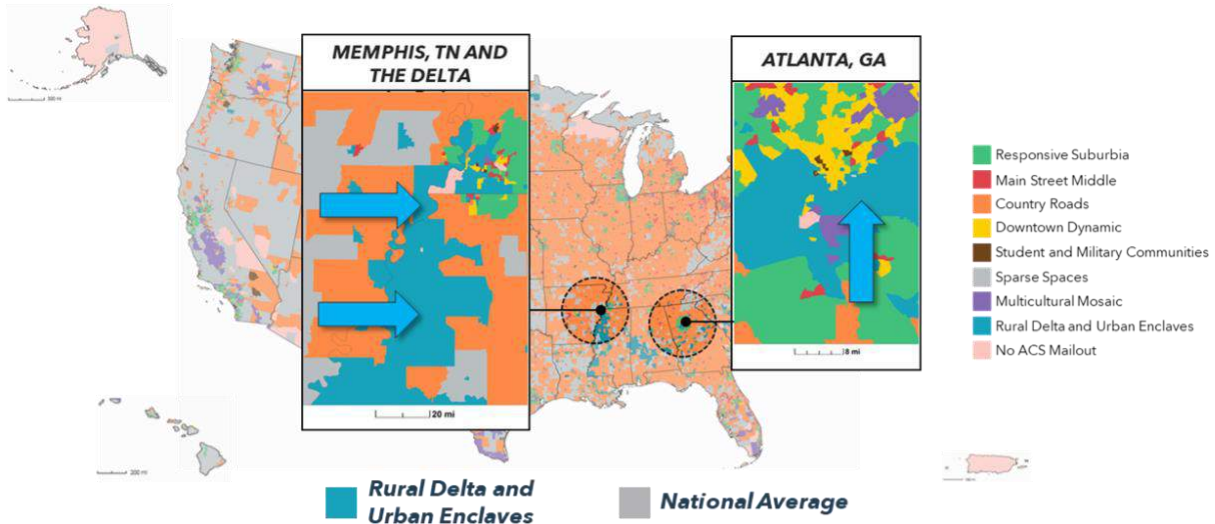 MEMPHIS, TN AND
THE DELTA
ATLANTA, GA
Responsive Suburbia
Main Street Middle
Country Roads
Downtown Dynamic
Student and Military Communities
Sparse Spaces
Multicultural Mosaic
Rural Delta and Urban Enclaves
No ACS Mailout
20 mi
8 mi
200 mi
Rural Delta and
Urban Enclaves
National Average